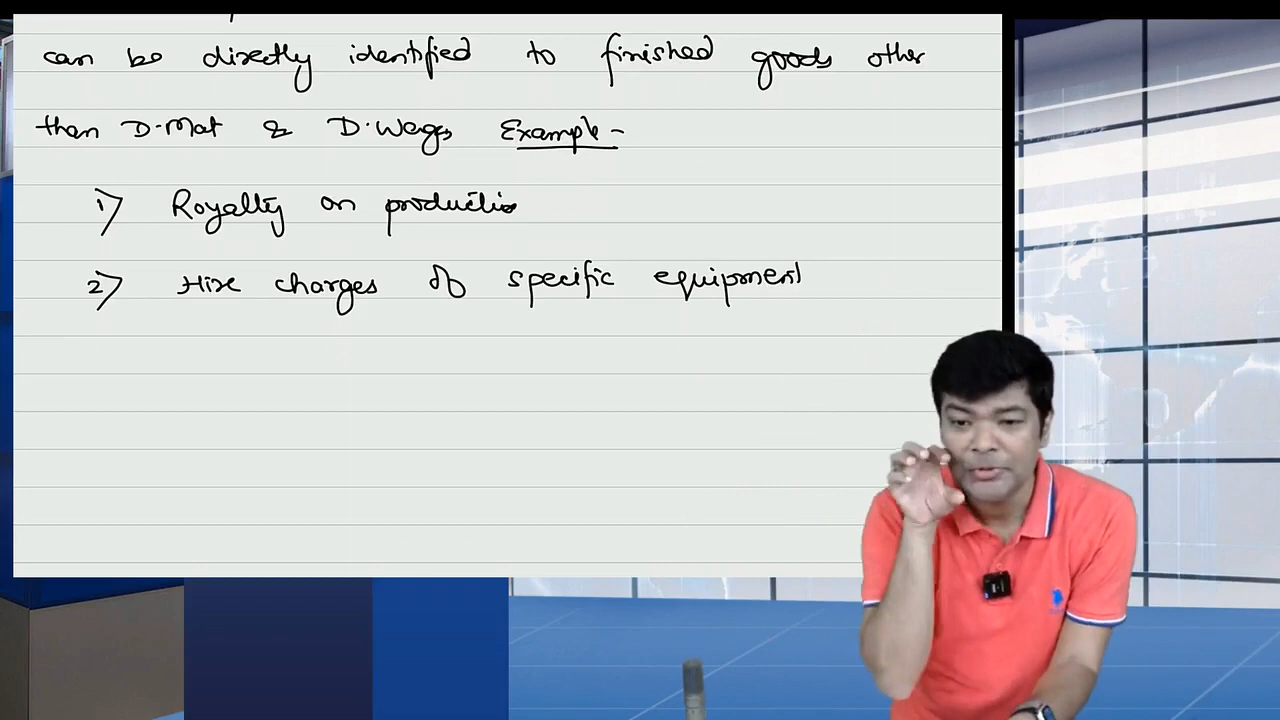 can be directly identified to finished goods other
than D.Mat & D.Wages Example -
1) Royalty on production
2) Hire charges of specific equipment